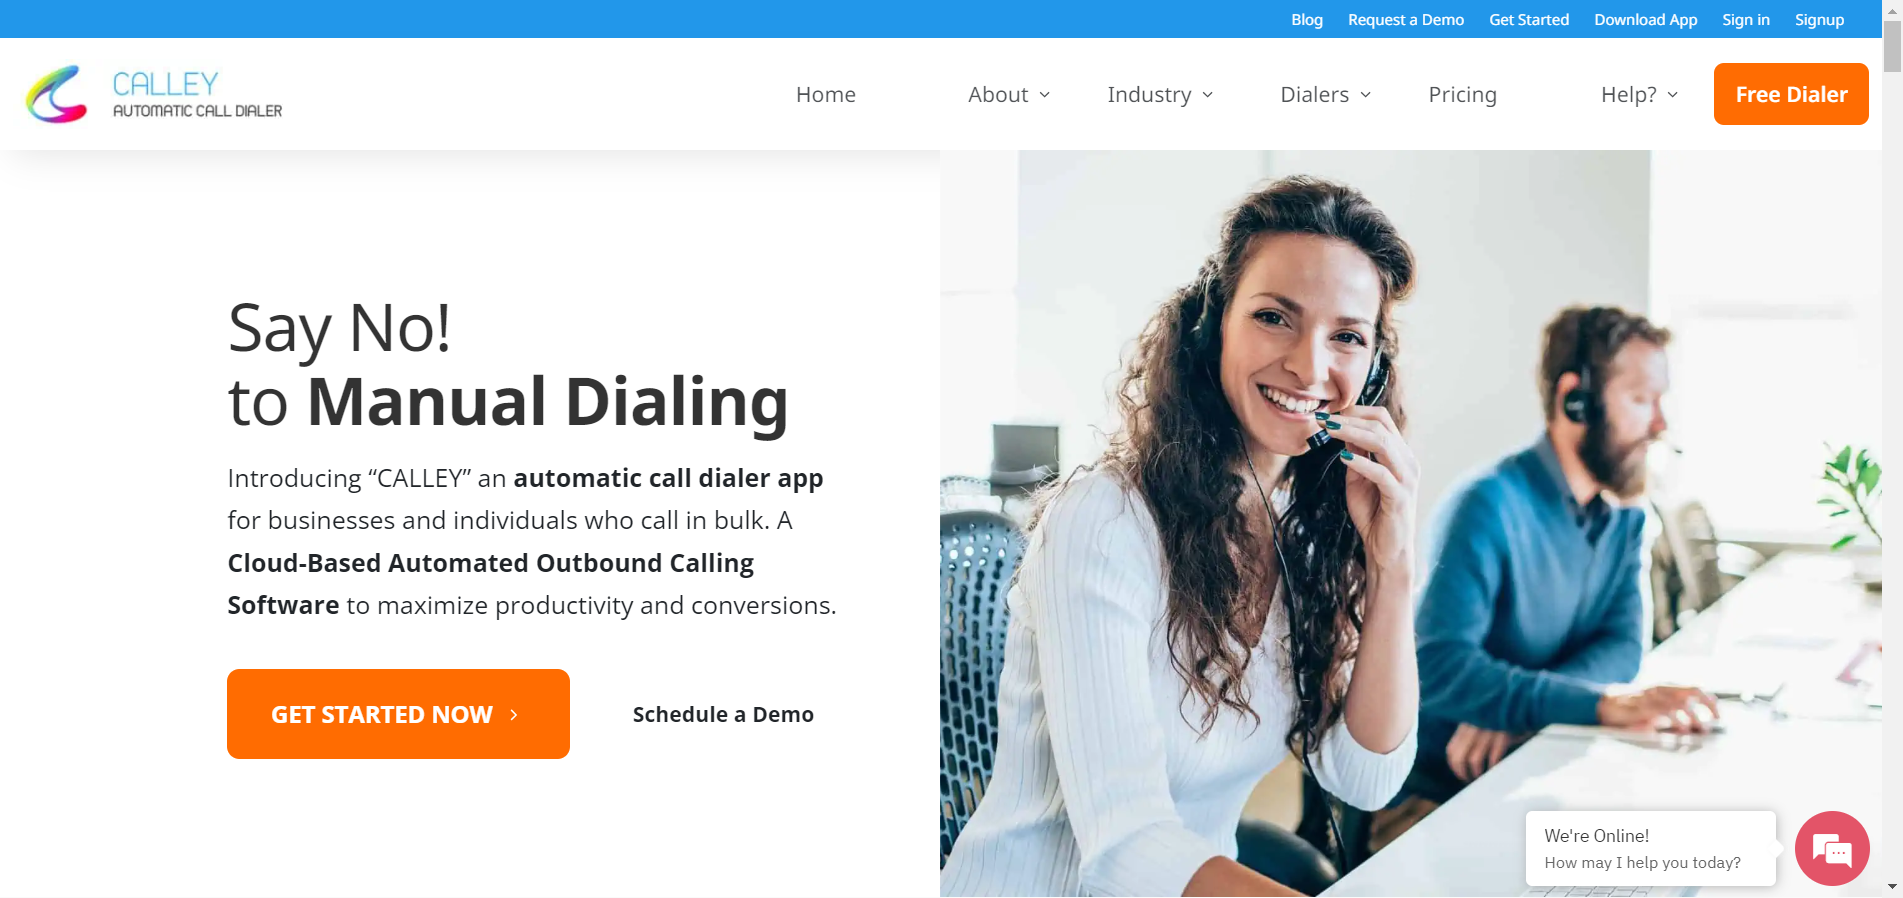 Blog Request a Demo Get Started Download App Sign in Signup
CALLEY
AUTOMATIC CALL DIALER
Home About Industry Dialers Pricing Help? Free Dialer
Say No!
to Manual Dialing
Introducing “CALLEY” an automatic call dialer app
for businesses and individuals who call in bulk. A
Cloud-Based Automated Outbound Calling
Software to maximize productivity and conversions.
GET STARTED NOW
Schedule a Demo
We're Online!
How may I help you today?